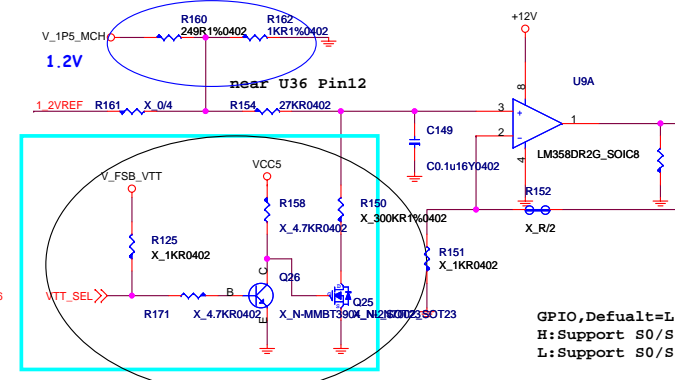 R160
R162
+12V
249R1%0402
1KR1%0402
V_1P5_MCH
1.2V
near U36 Pin12
U9A
8
1_2VREF
R161
X_0/4
R154
27KR0402
3
+
1
2
-
C149
LM358DR2G_SOIC8
C0.1u16Y0402
4
V_FSB_VTT
VCC5
R152
X_R/2
R158
X_4.7KR0402
R150
X_300KR1%0402
R125
X_1KR0402
R151
X_1KR0402
C
Q26
VTT_SEL
B
Q25
R171
X_4.7KR0402
E
X_N-MMBT3904
GPIO,Defualt=L
H:Support S0/S
L:Support S0/S